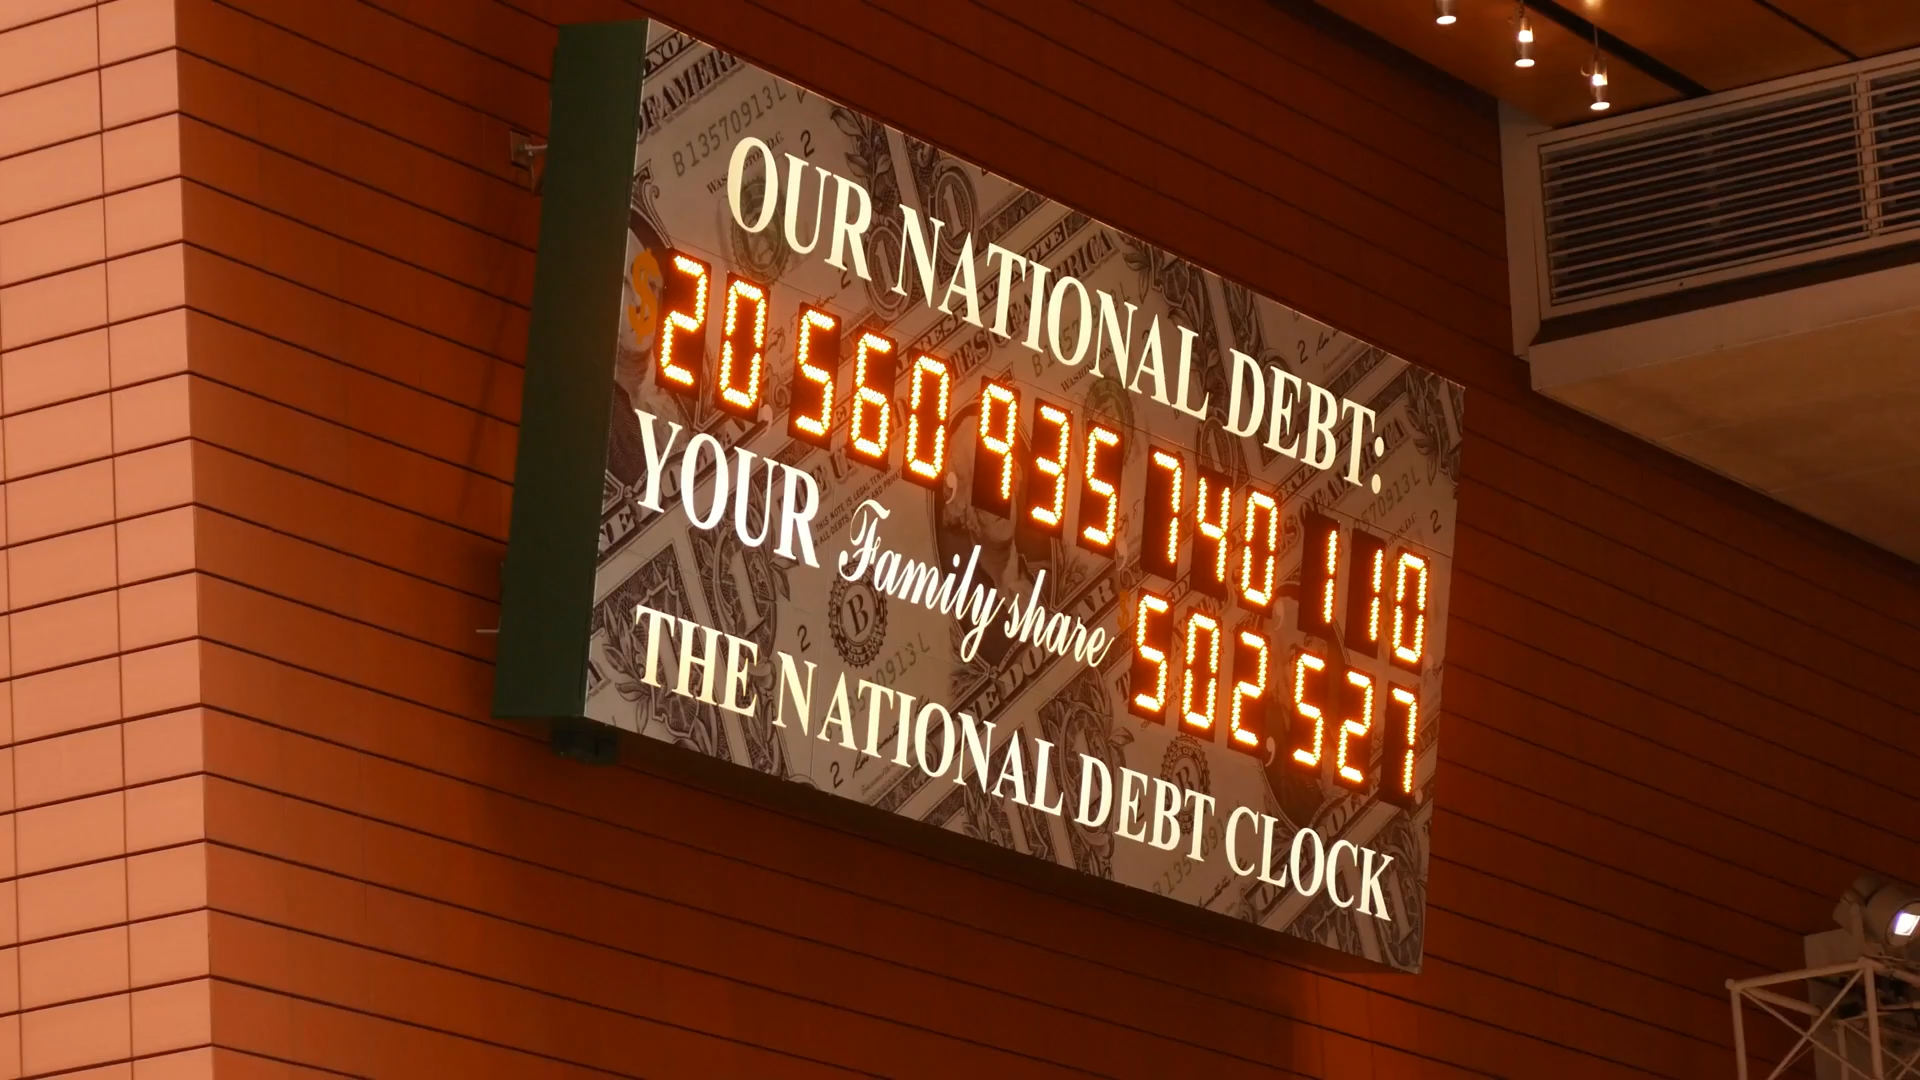 OUR NATIONAL DEBT:
$20,560,935,740,110
YOUR Family share $502,527
THE NATIONAL DEBT CLOCK